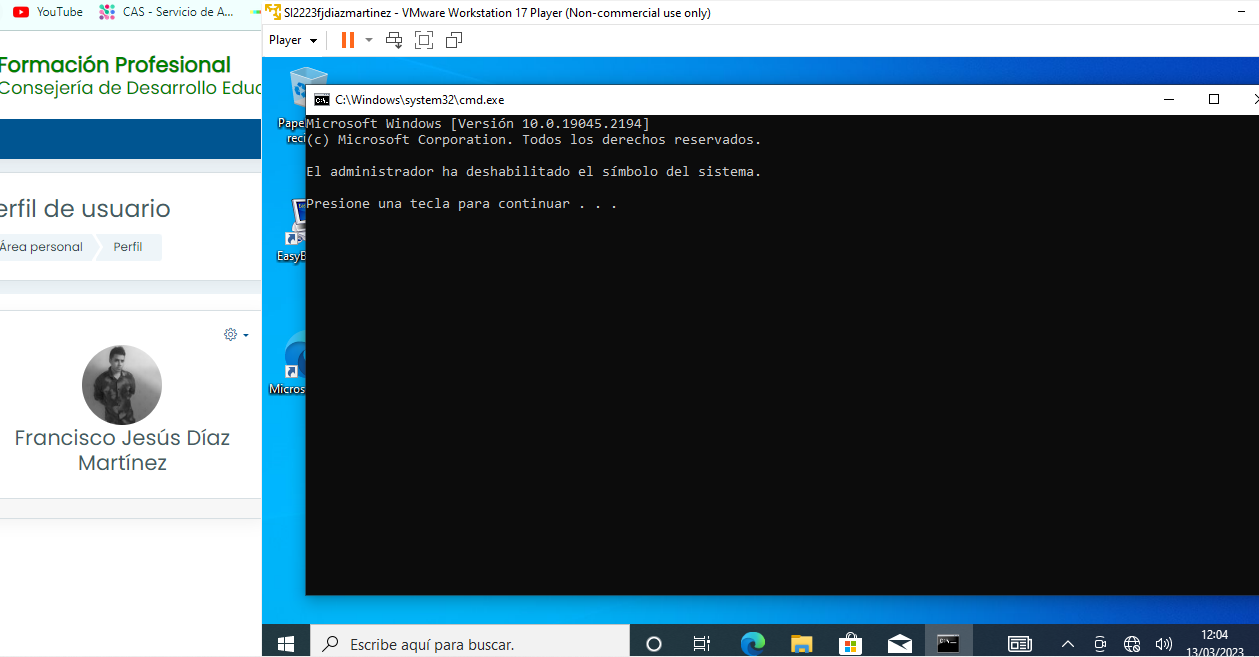 YouTube
CAS - Servicio de A...
SI2223fjdiazmartinez - VMware Workstation 17 Player (Non-commercial use only)
Player
Formación Profesional
Consejería de Desarrollo Educ
erfil de usuario
Área personal
Perfil
Francisco Jesús Díaz
Martínez
Pape
reci
EasyB
Micros
C:\Windows\system32\cmd.exe
Microsoft Windows [Versión 10.0.19045.2194]
(c) Microsoft Corporation. Todos los derechos reservados.
El administrador ha deshabilitado el símbolo del sistema.
Presione una tecla para continuar . . .
Escribe aquí para buscar.
12:04
13/03/2023